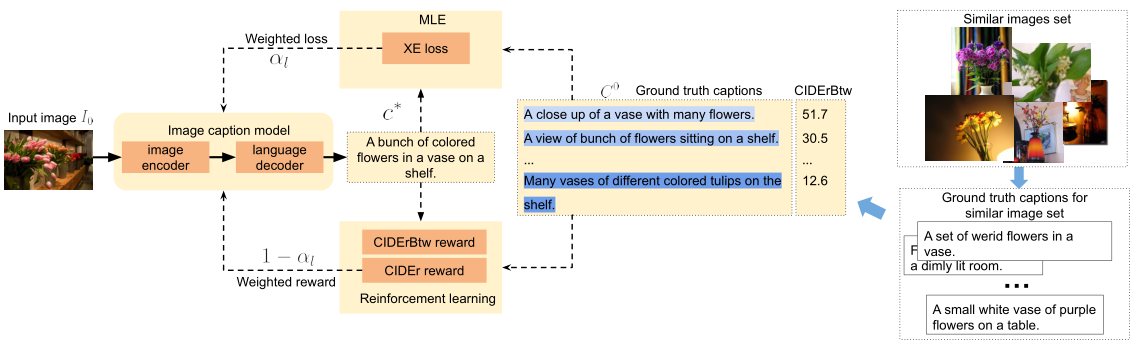 MLE
XE loss
Weighted loss
α_l
Input image I_0
Image caption model
image
encoder
language
decoder
c*
A bunch of colored
flowers in a vase on a
shelf.
1 − α_l
Weighted reward
CIDErBtw reward
CIDEr reward
Reinforcement learning
C^0 Ground truth captions
CIDErBtw
A close up of a vase with many flowers.
51.7
A view of bunch of flowers sitting on a shelf.
30.5
...
...
Many vases of different colored tulips on the
shelf.
12.6
Similar images set
Ground truth captions for
similar image set
A set of werid flowers in a
vase.
a dimly lit room.
...
A small white vase of purple
flowers on a table.